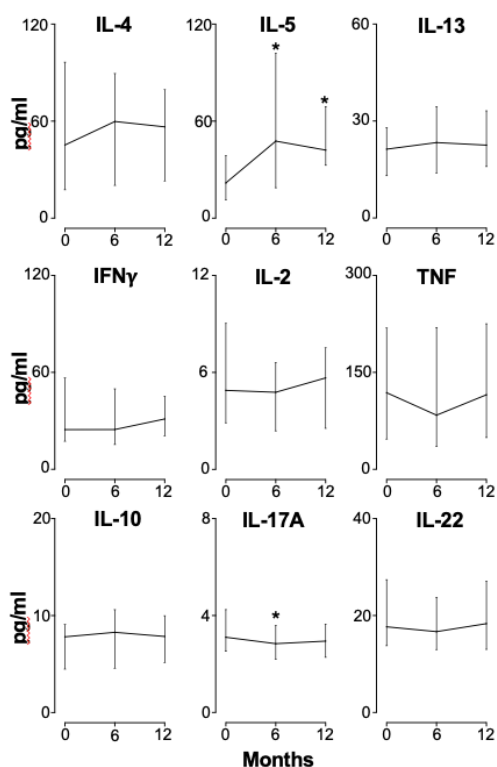 IL-4 IL-5 IL-13
120 120 60
* *
pg/ml 60 60 30
0 0 0
0 6 12 0 6 12 0 6 12
IFNγ IL-2 TNF
120 12 300
pg/ml 60 6 150
0 0 0
0 6 12 0 6 12 0 6 12
IL-10 IL-17A IL-22
20 8 40
*
pg/ml 10 4 20
0 0 0
0 6 12 0 6 12 0 6 12
Months